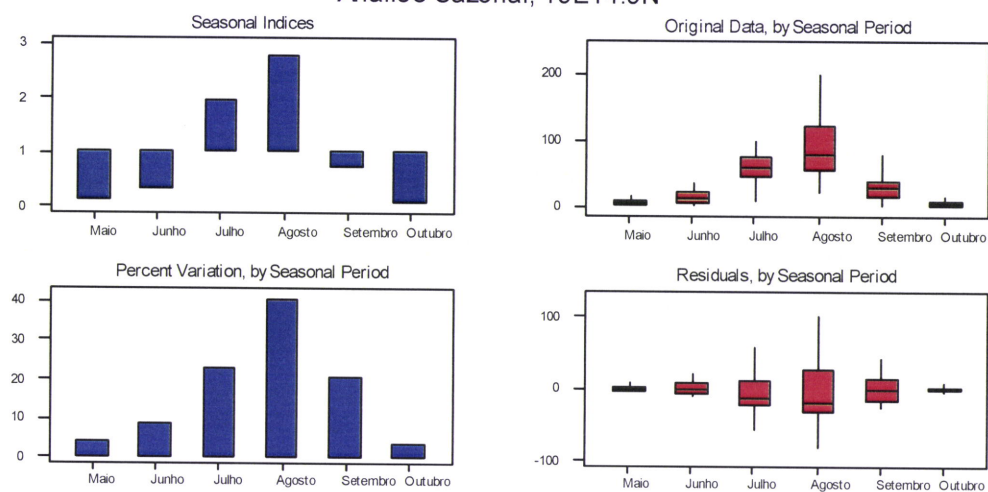 Sazonal,
Seasonal Indices
3
2
1
0
Maio Junho Julho Agosto Setembro Outubro
Original Data, by Seasonal Period
200
100
0
Maio Junho Julho Agosto Setembro Outubro
Percent Variation, by Seasonal Period
40
30
20
10
0
Maio Junho Julho Agosto Setembro Outubro
Residuals, by Seasonal Period
100
0
-100
Maio Junho Julho Agosto Setembro Outubro